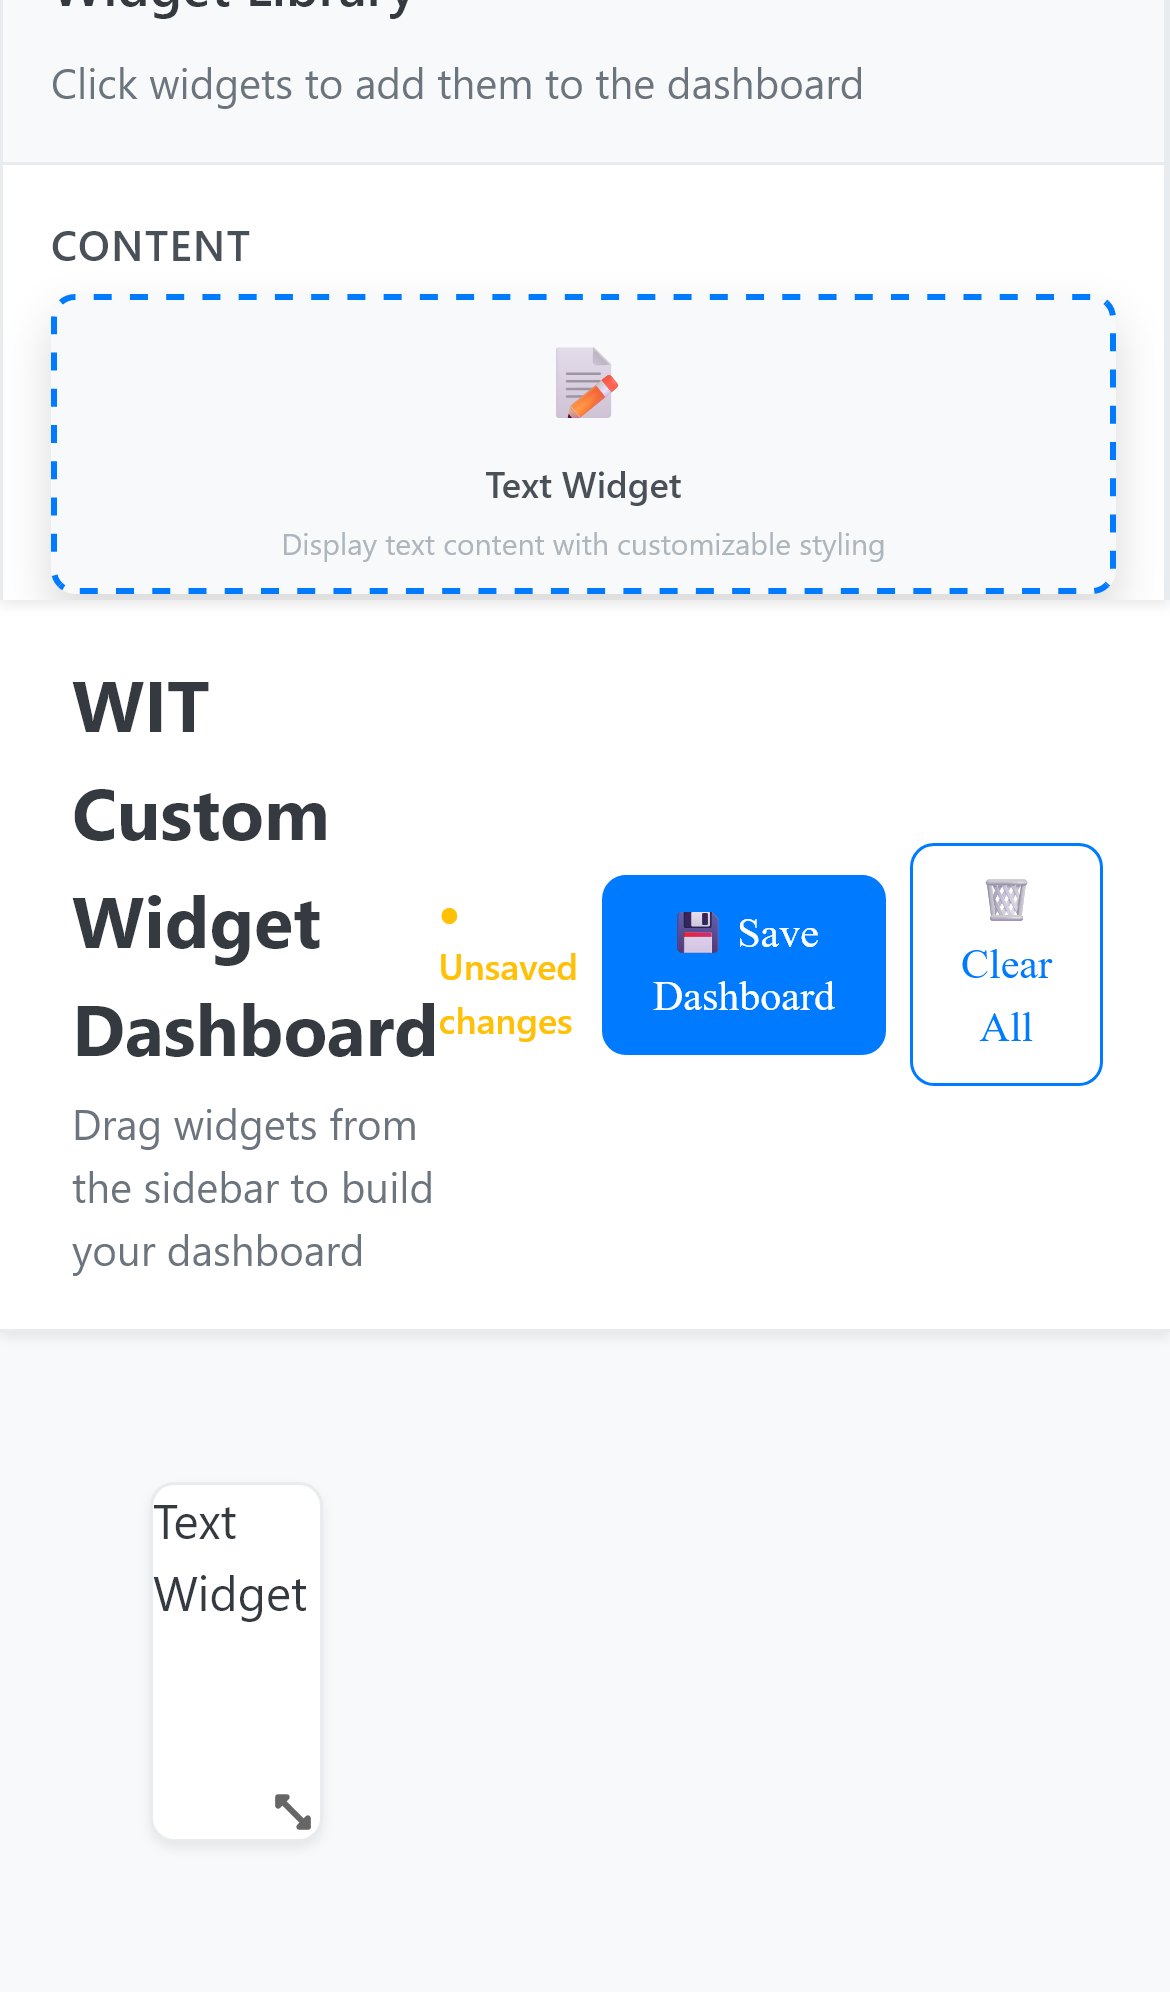 Widget Library
Click widgets to add them to the dashboard
CONTENT
Text Widget
Display text content with customizable styling
WIT
Custom
Widget
Dashboard
Drag widgets from
the sidebar to build
your dashboard
●
Unsaved
changes
Save
Dashboard
Clear
All
Text
Widget